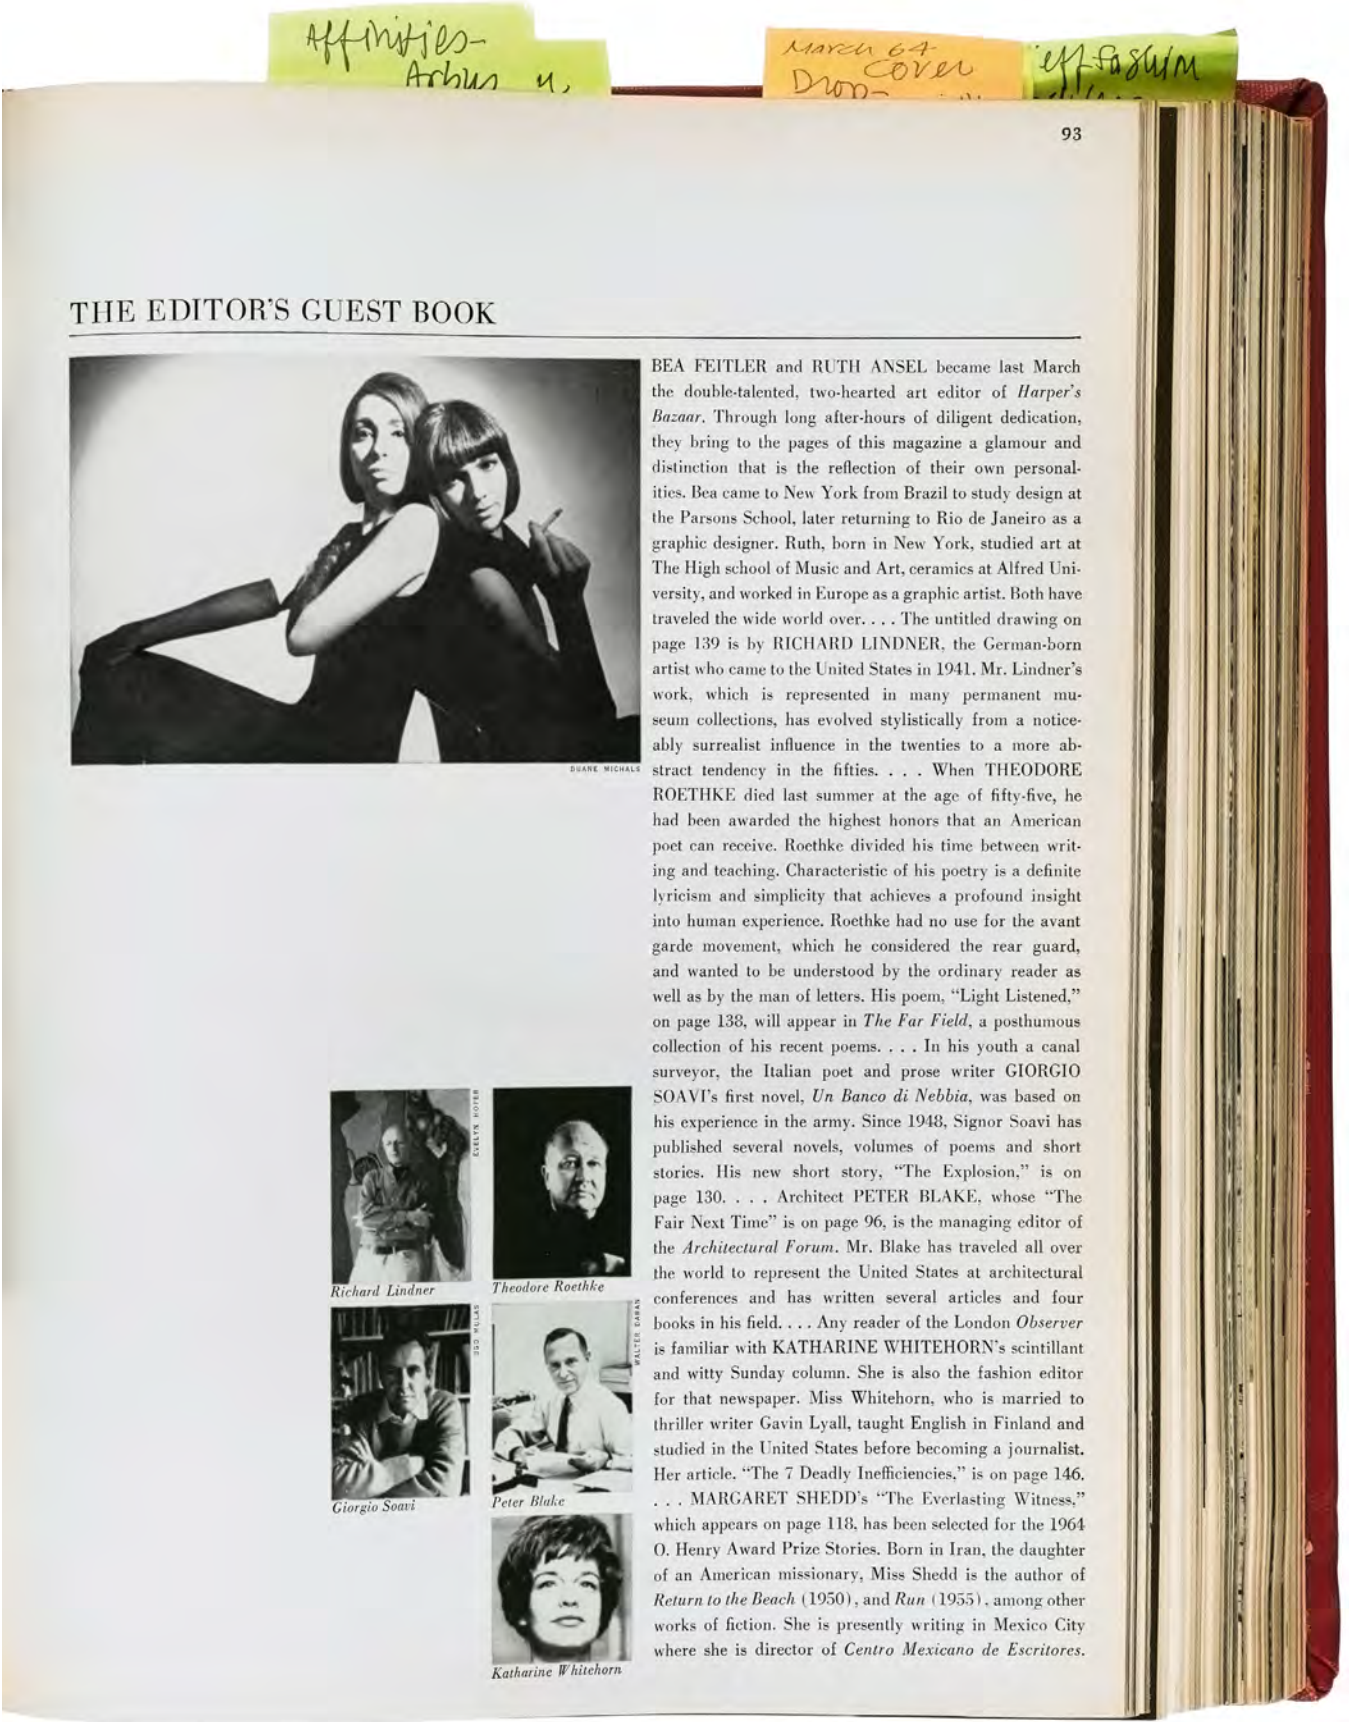 Affinities-
Arbus
March 64
cover
Drop-
93
THE EDITOR'S GUEST BOOK
DUANE MICHALS
BEA FEITLER and RUTH ANSEL became last March
the double-talented, two-hearted art editor of Harper's
Bazaar. Through long after-hours of diligent dedication,
they bring to the pages of this magazine a glamour and
distinction that is the reflection of their own personal-
ities. Bea came to New York from Brazil to study design at
the Parsons School, later returning to Rio de Janeiro as a
graphic designer. Ruth, born in New York, studied art at
The High school of Music and Art, ceramics at Alfred Uni-
versity, and worked in Europe as a graphic artist. Both have
traveled the wide world over. . . . The untitled drawing on
page 139 is by RICHARD LINDNER, the German-born
artist who came to the United States in 1941. Mr. Lindner's
work, which is represented in many permanent mu-
seum collections, has evolved stylistically from a notice-
ably surrealist influence in the twenties to a more ab-
stract tendency in the fifties. . . . When THEODORE
ROETHKE died last summer at the age of fifty-five, he
had been awarded the highest honors that an American
poet can receive. Roethke divided his time between writ-
ing and teaching. Characteristic of his poetry is a definite
lyricism and simplicity that achieves a profound insight
into human experience. Roethke had no use for the avant
garde movement, which he considered the rear guard,
and wanted to be understood by the ordinary reader as
well as by the man of letters. His poem, "Light Listened,"
on page 138, will appear in The Far Field, a posthumous
collection of his recent poems. . . . In his youth a canal
surveyor, the Italian poet and prose writer GIORGIO
SOAVI's first novel, Un Banco di Nebbia, was based on
his experience in the army. Since 1948, Signor Soavi has
published several novels, volumes of poems and short
stories. His new short story, "The Explosion," is on
page 130. . . . Architect PETER BLAKE, whose "The
Fair Next Time" is on page 96, is the managing editor of
the Architectural Forum. Mr. Blake has traveled all over
the world to represent the United States at architectural
conferences and has written several articles and four
books in his field. . . . Any reader of the London Observer
is familiar with KATHARINE WHITEHORN's scintillant
and witty Sunday column. She is also the fashion editor
for that newspaper. Miss Whitehorn, who is married to
thriller writer Gavin Lyall, taught English in Finland and
studied in the United States before becoming a journalist.
Her article, "The 7 Deadly Inefficiencies," is on page 146.
. . . MARGARET SHEDD's "The Everlasting Witness,"
which appears on page 118, has been selected for the 1964
O. Henry Award Prize Stories. Born in Iran, the daughter
of an American missionary, Miss Shedd is the author of
Return to the Beach (1950), and Run (1955), among other
works of fiction. She is presently writing in Mexico City
where she is director of Centro Mexicano de Escritores.
EVELYN HOFER
Richard Lindner
Theodore Roethke
UGO MULAS
WALTER DARAN
Giorgio Soavi
Peter Blake
Katharine Whitehorn